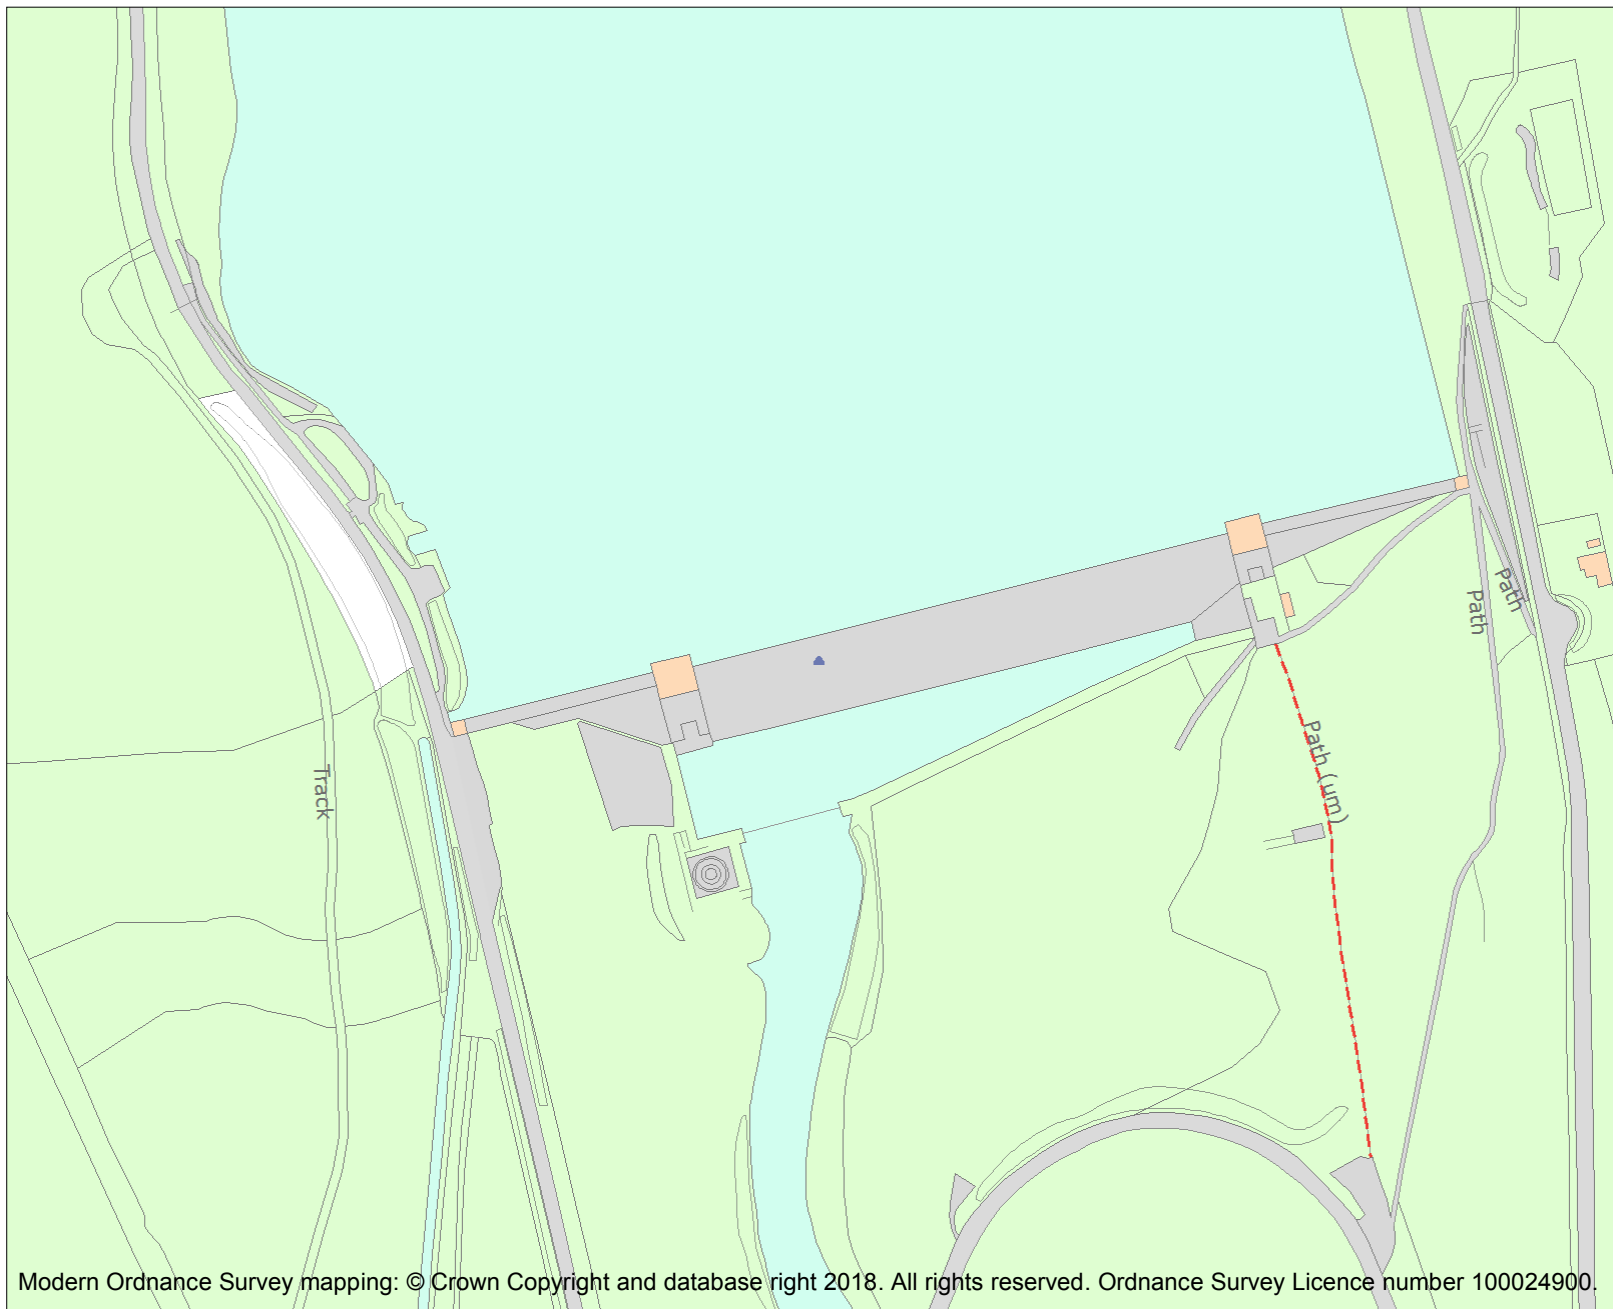 Path
Path
Path (um)
Track
Modern Ordnance Survey mapping: © Crown Copyright and database right 2018. All rights reserved. Ordnance Survey Licence number 100024900.